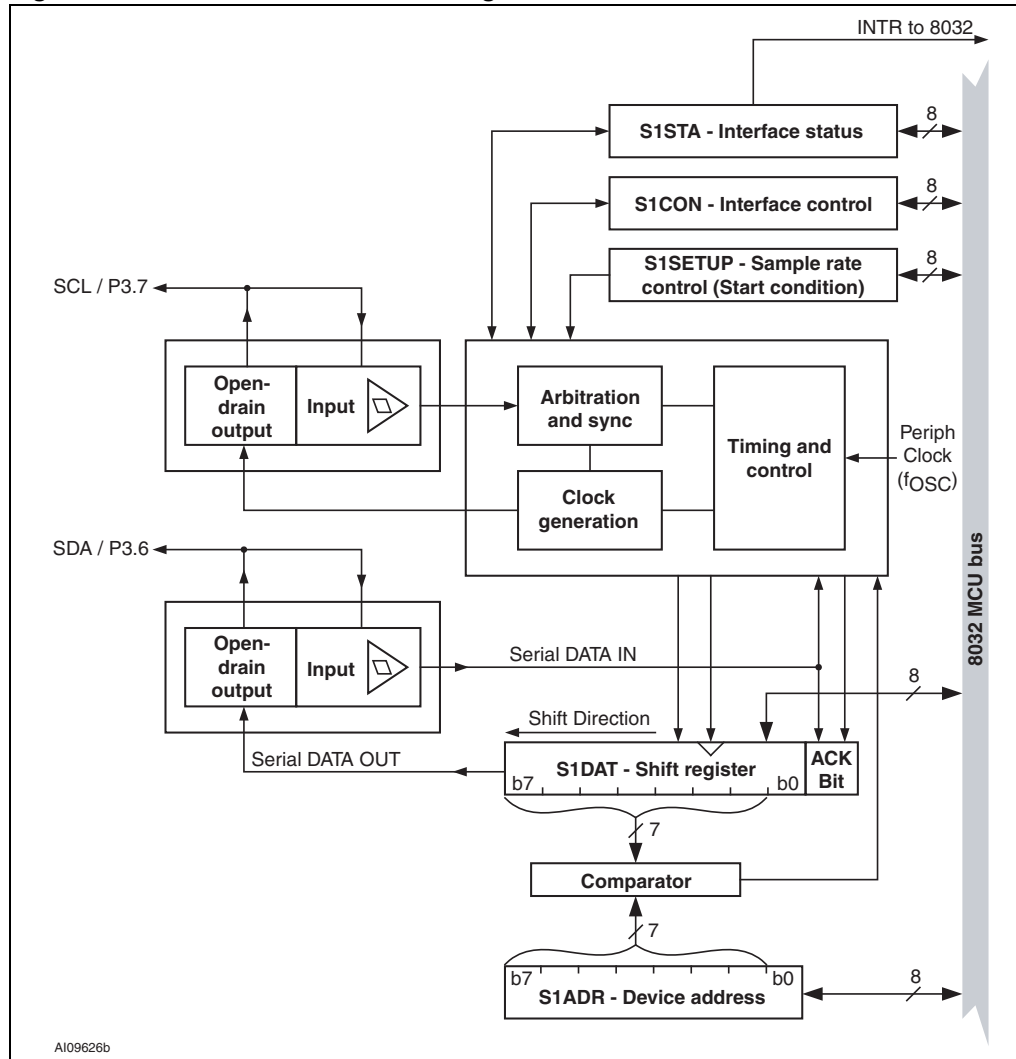 INTR to 8032
8
S1STA - Interface status
8
S1CON - Interface control
8
S1SETUP - Sample rate
control (Start condition)
SCL / P3.7
Open-
drain
output
Input
Arbitration
and sync
Timing and
control
Periph
Clock
(fOSC)
Clock
generation
SDA / P3.6
8032 MCU bus
Open-
drain
output
Input
Serial DATA IN
8
Shift Direction
Serial DATA OUT
S1DAT - Shift register
b7
b0
ACK
Bit
7
Comparator
7
b7
b0
S1ADR - Device address
8
AI09626b